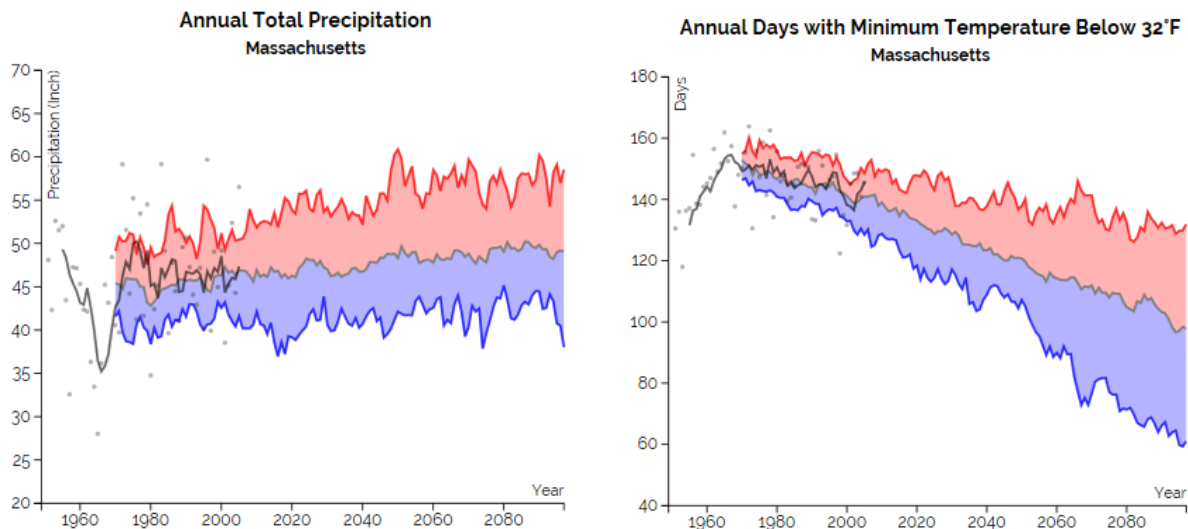 Annual Total Precipitation
Massachusetts
Precipitation (Inch)
70
65
60
55
50
45
40
35
30
25
20
1960 1980 2000 2020 2040 2060 2080
Year
Annual Days with Minimum Temperature Below 32°F
Massachusetts
Days
180
160
140
120
100
80
60
40
1960 1980 2000 2020 2040 2060 2080
Year